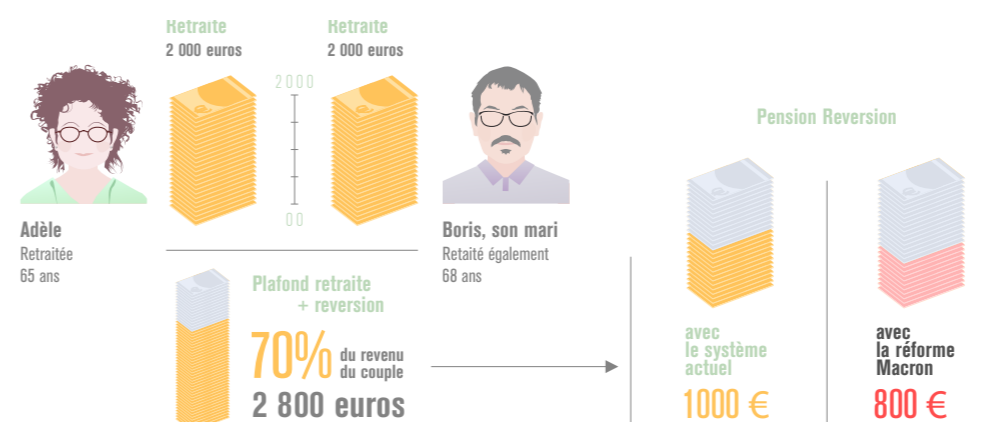 Retraite
2 000 euros
Retraite
2 000 euros
2000
00
Adèle
Retraitée
65 ans
Boris, son mari
Retaité également
68 ans
Plafond retraite
+ reversion
70%
du revenu
du couple
2 800 euros
Pension Reversion
avec
le système
actuel
1000 €
avec
la réforme
Macron
800 €